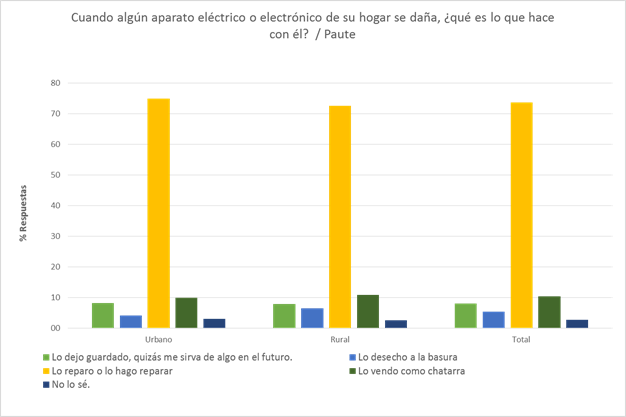 Cuando algún aparato eléctrico o electrónico de su hogar se daña, ¿qué es lo que hace
con él?  / Paute
80
70
60
50
40
30
20
10
00
% Respuestas
Urbano
Rural
Total
Lo dejo guardado, quizás me sirva de algo en el futuro.
Lo desecho a la basura
Lo reparo o lo hago reparar
Lo vendo como chatarra
No lo sé.